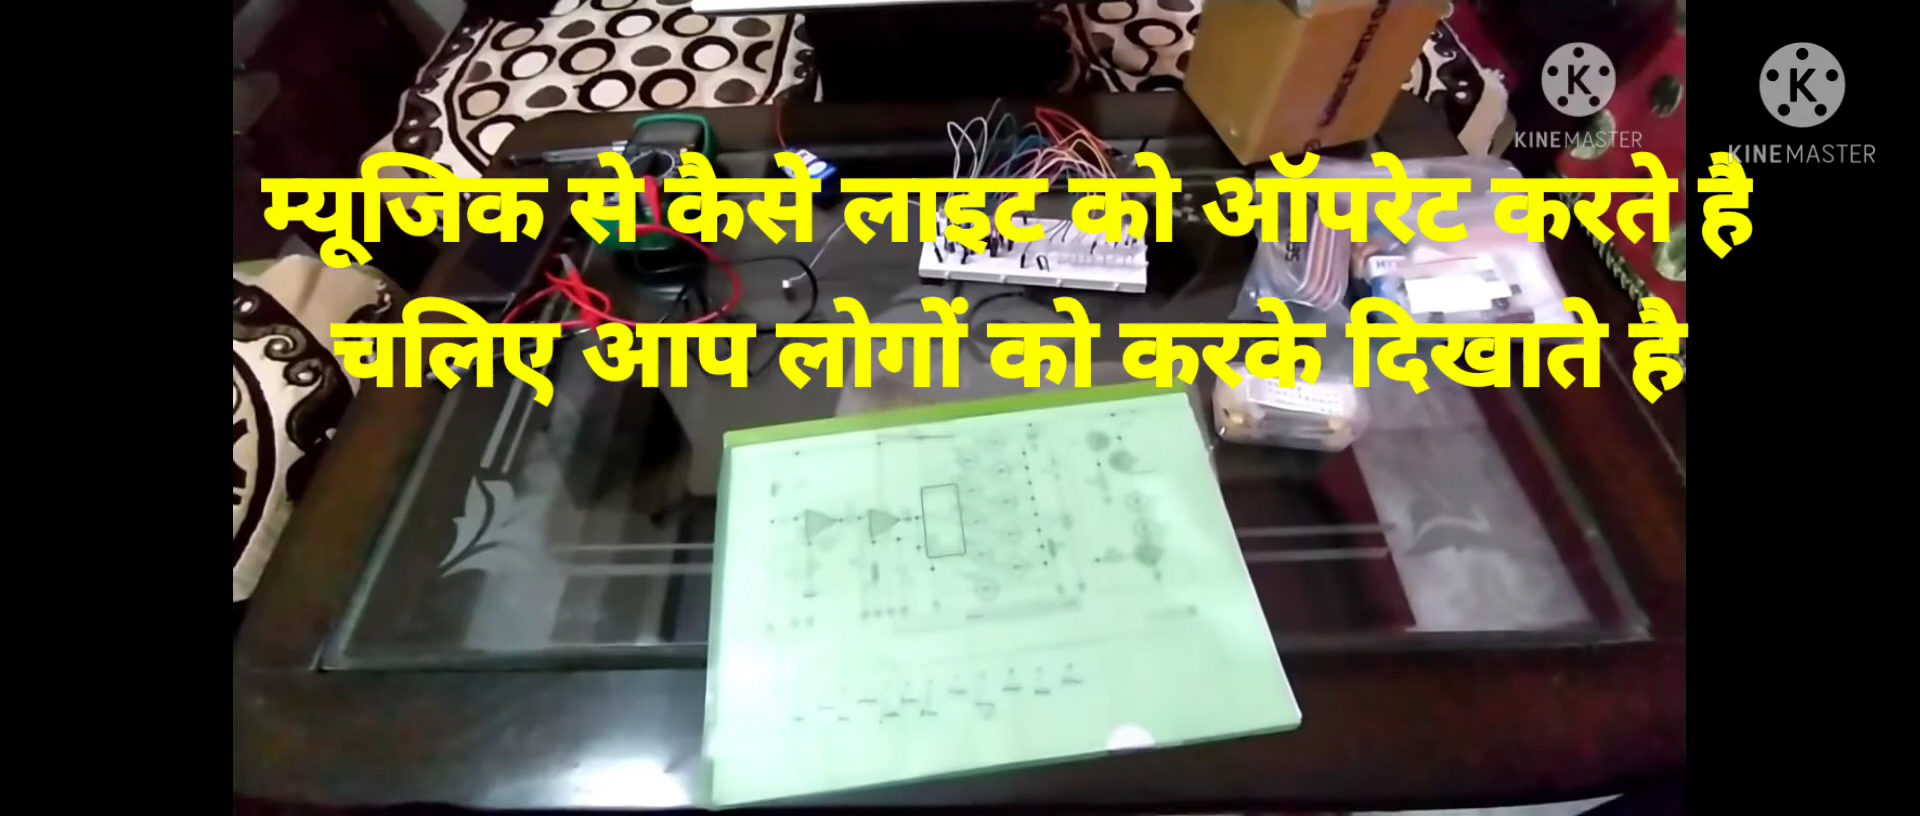 KINEMASTER
KINEMASTER
म्यूजिक से कैसे लाइट को ऑपरेट करते है
चलिए आप लोगों को करके दिखाते है